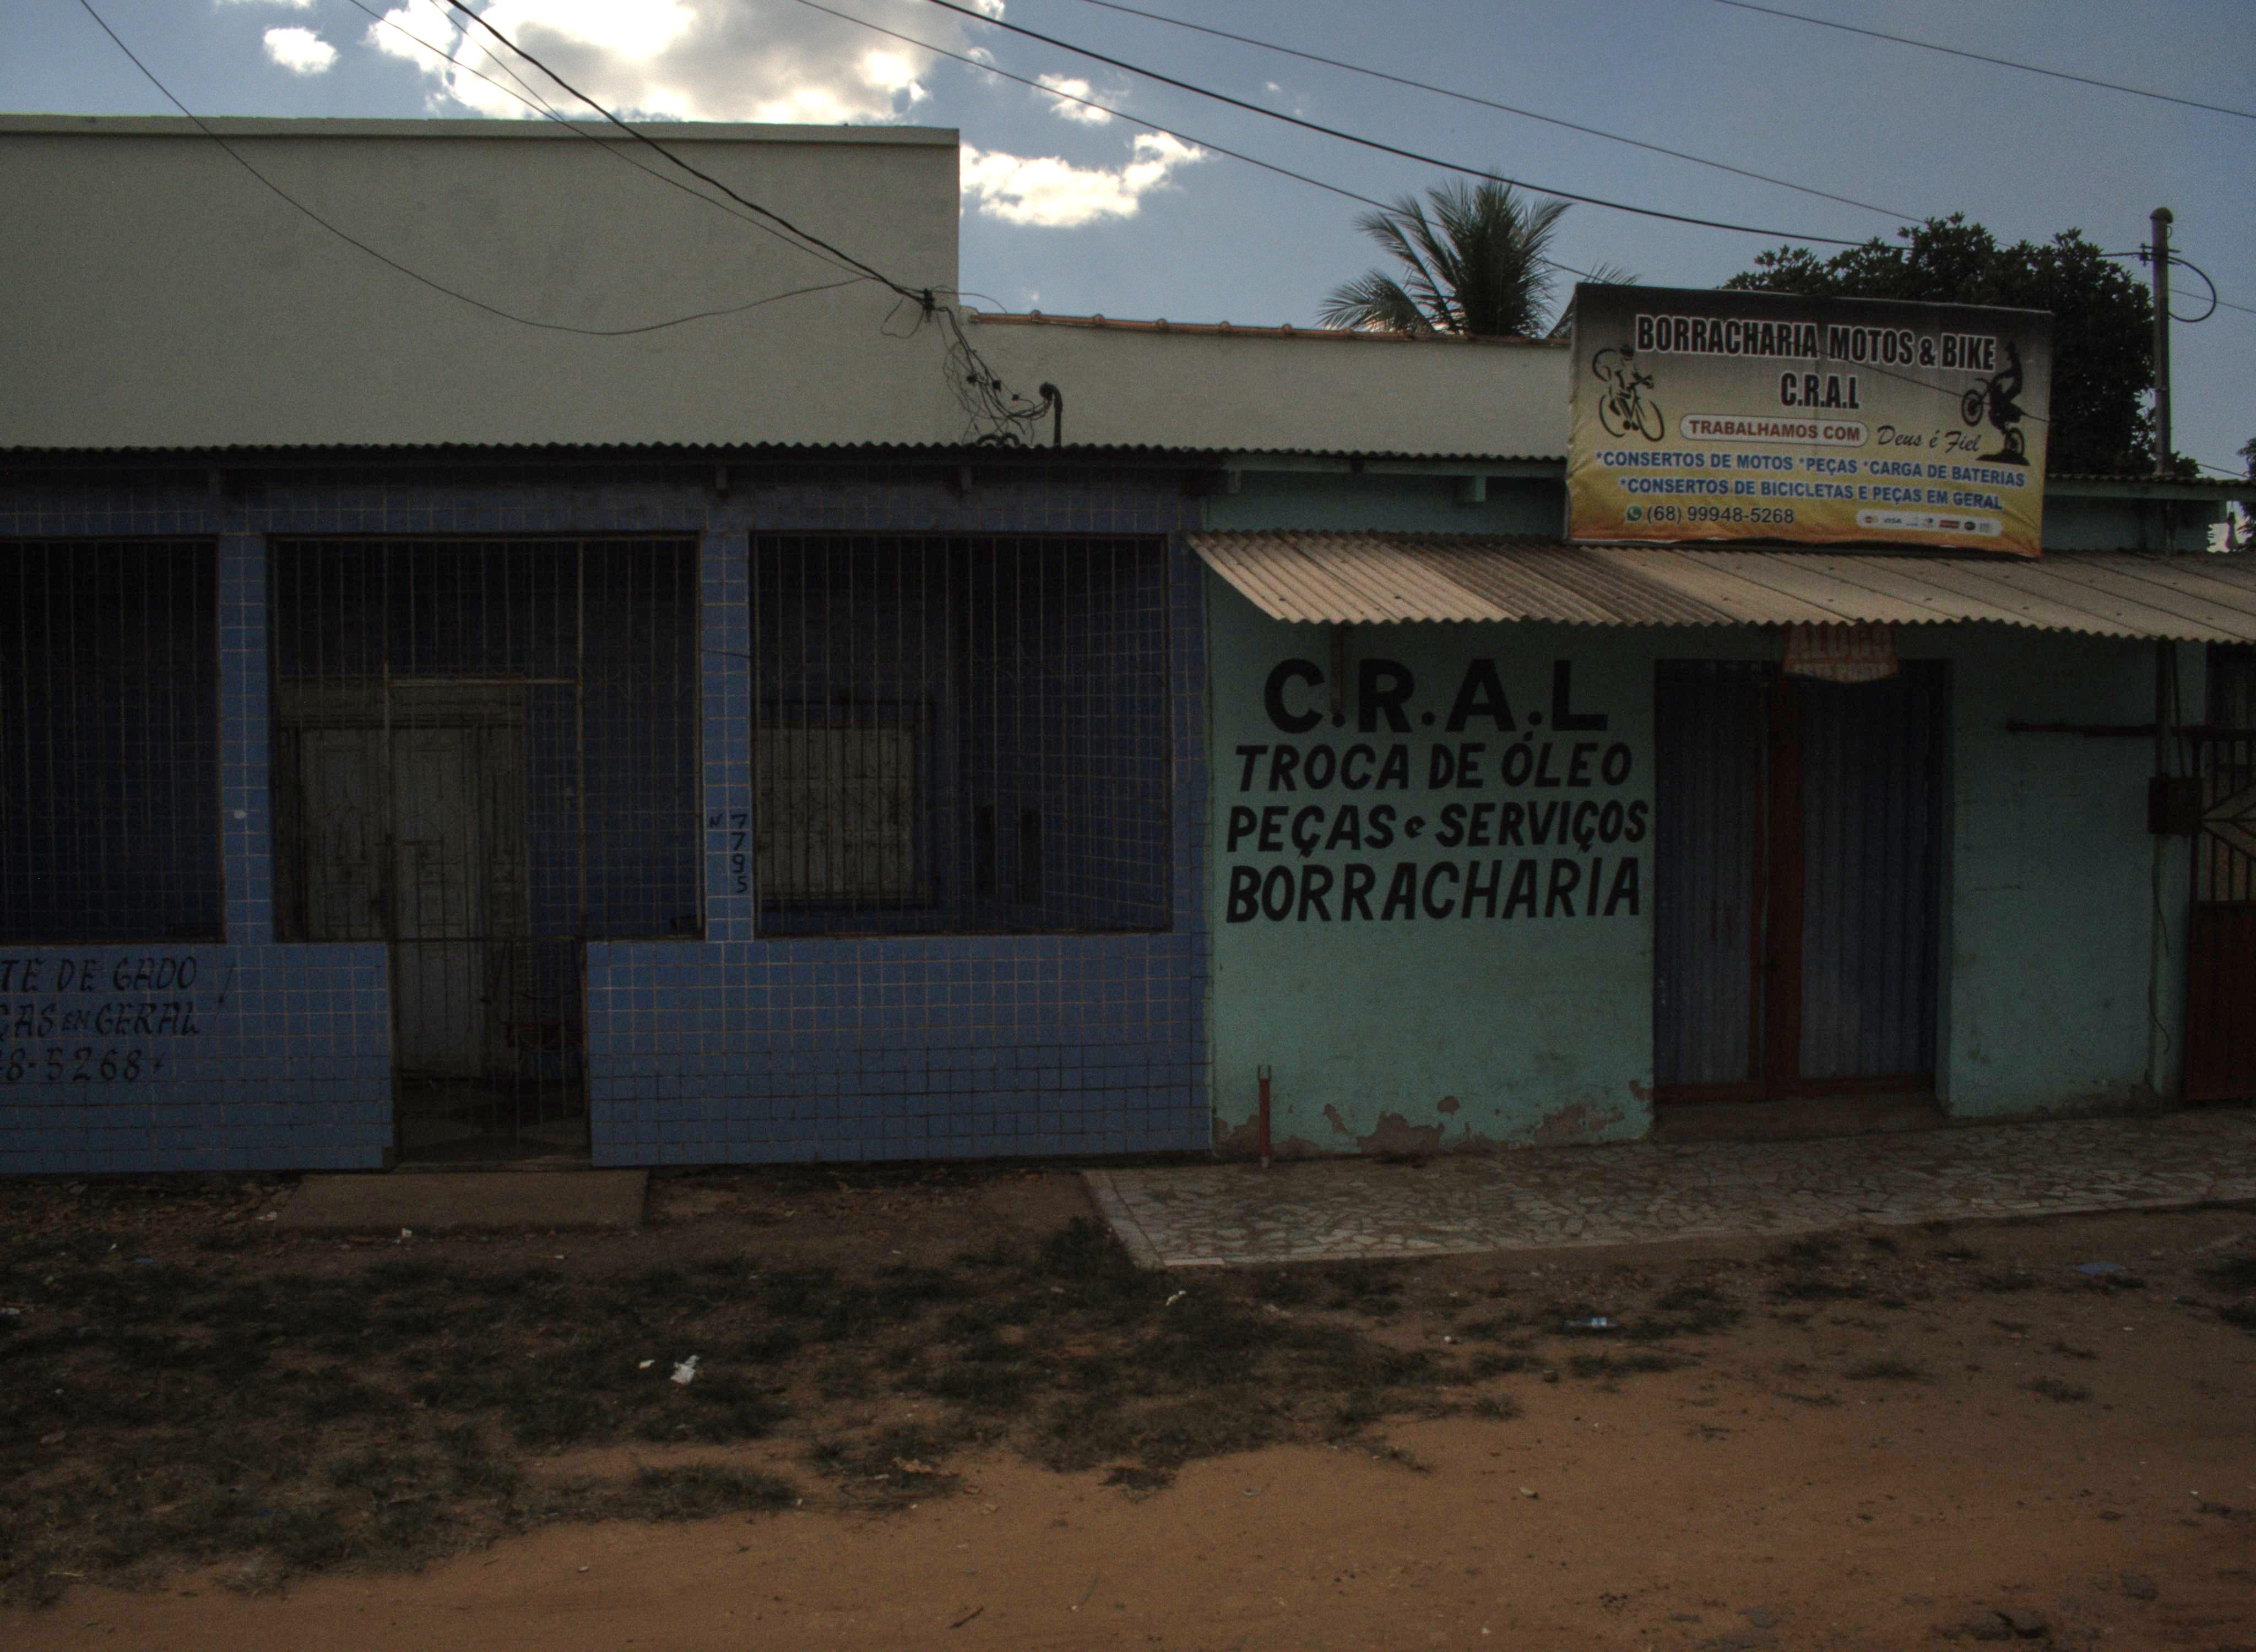 BORRACHARIA MOTOS & BIKE
C.R.A.L
TRABALHAMOS COM Deus é Fiel
*CONSERTOS DE MOTOS *PEÇAS *CARGA DE BATERIAS
*CONSERTOS DE BICICLETAS E PEÇAS EM GERAL
(68) 99948-5268
VISA
ALUGA
C.R.A.L
TROCA DE ÓLEO
PEÇAS e SERVIÇOS
BORRACHARIA
N 7795
TE DE GADO
ÇAS EM GERAL
8-5268